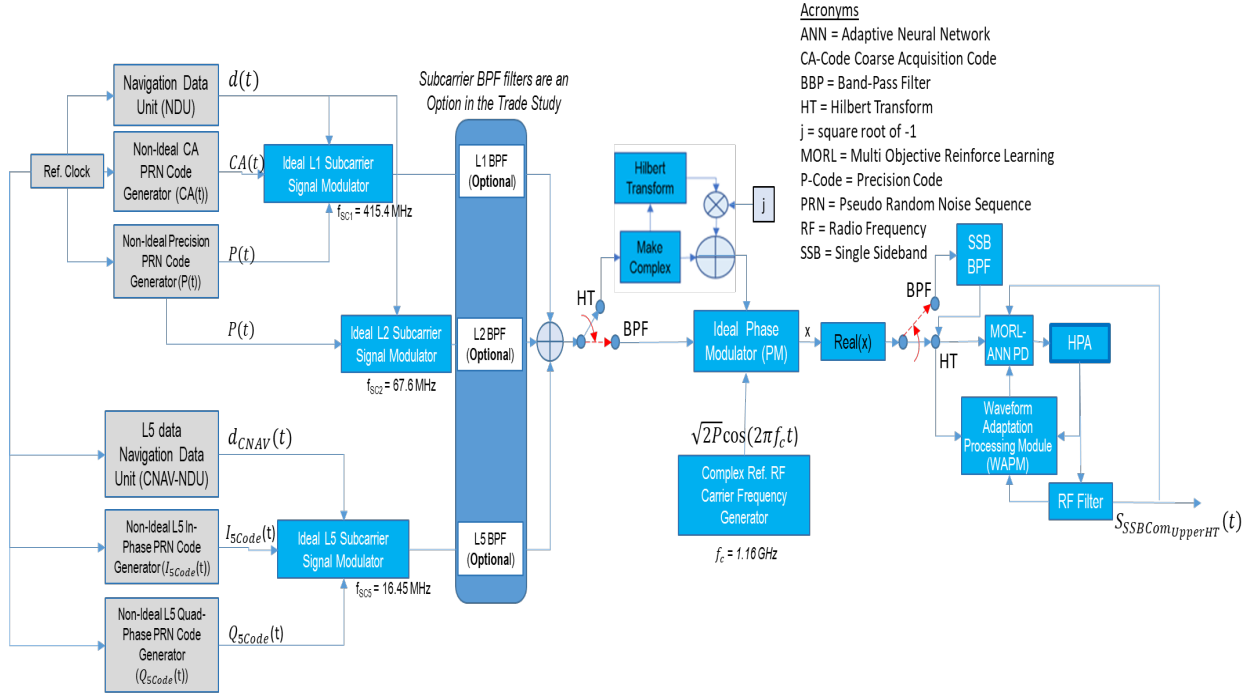 Acronyms
ANN = Adaptive Neural Network
CA-Code Coarse Acquisition Code
BBP = Band-Pass Filter
HT = Hilbert Transform
j = square root of -1
MORL = Multi Objective Reinforce Learning
P-Code = Precision Code
PRN = Pseudo Random Noise Sequence
RF = Radio Frequency
SSB = Single Sideband
Ref. Clock
Navigation Data
Unit (NDU)
d(t)
Non-Ideal CA
PRN Code
Generator (CA(t))
CA(t)
Non-Ideal Precision
PRN Code
Generator (P(t))
P(t)
P(t)
Ideal L1 Subcarrier
Signal Modulator
f_SC1 = 415.4 MHz
Ideal L2 Subcarrier
Signal Modulator
f_SC2 = 67.6 MHz
L5 data
Navigation Data
Unit (CNAV-NDU)
d_CNAV(t)
Non-Ideal L5 In-
Phase PRN Code
Generator (I_5Code(t))
I_5Code(t)
Non-Ideal L5 Quad-
Phase PRN Code
Generator
(Q_5Code(t))
Q_5Code(t)
Ideal L5 Subcarrier
Signal Modulator
f_SC5 = 16.45 MHz
Subcarrier BPF filters are an
Option in the Trade Study
L1 BPF
(Optional)
L2 BPF
(Optional)
L5 BPF
(Optional)
HT
BPF
Hilbert
Transform
j
Make
Complex
Ideal Phase
Modulator (PM)
√2P cos(2πf_c t)
Complex Ref. RF
Carrier Frequency
Generator
f_c = 1.16 GHz
x
Real(x)
BPF
HT
SSB
BPF
MORL-
ANN PD
HPA
Waveform
Adaptation
Processing Module
(WAPM)
RF Filter
S_SSBCom_UpperHT(t)